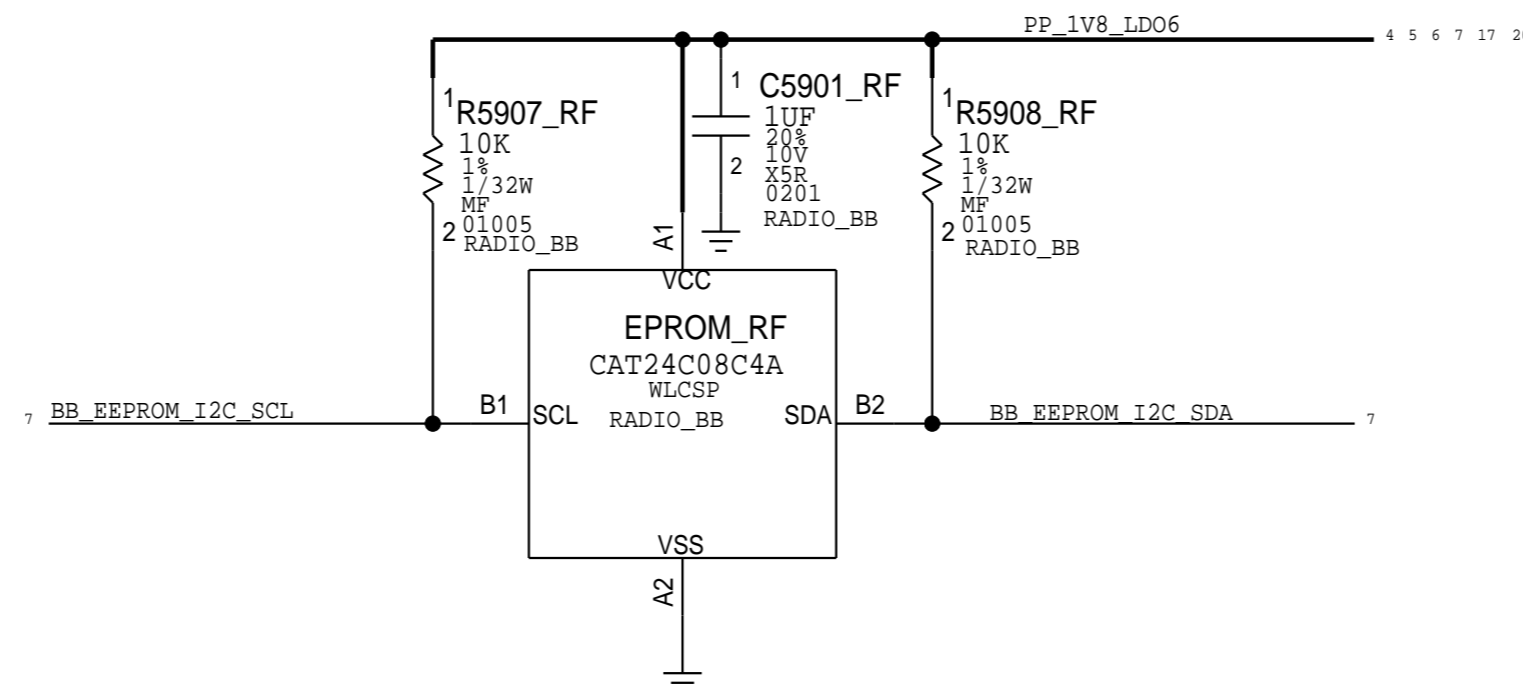 PP_1V8_LDO6
4 5 6 7 17
1
R5907_RF
10K
1%
1/32W
MF
01005
2
RADIO_BB
1
C5901_RF
1UF
20%
10V
X5R
0201
2
RADIO_BB
1
R5908_RF
10K
1%
1/32W
MF
01005
2
RADIO_BB
A1
VCC
EPROM_RF
CAT24C08C4A
WLCSP
RADIO_BB
7 BB_EEPROM_I2C_SCL
B1
SCL
SDA
B2
BB_EEPROM_I2C_SDA 7
VSS
A2